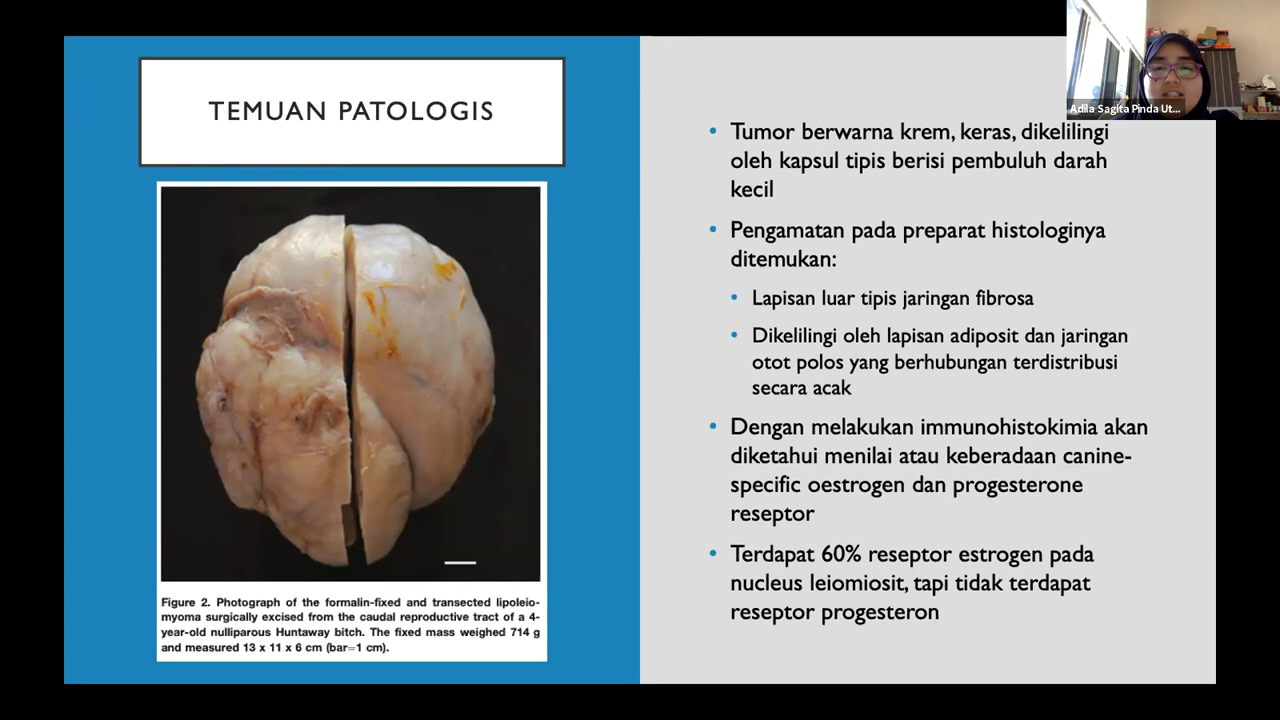 TEMUAN PATOLOGIS
Figure 2. Photograph of the formalin-fixed and transected lipoleio-
myoma surgically excised from the caudal reproductive tract of a 4-
year-old nulliparous Huntaway bitch. The fixed mass weighed 714 g
and measured 13 x 11 x 6 cm (bar=1 cm).
Adila Sagita Pinda Ut...
• Tumor berwarna krem, keras, dikelilingi
oleh kapsul tipis berisi pembuluh darah
kecil
• Pengamatan pada preparat histologinya
ditemukan:
• Lapisan luar tipis jaringan fibrosa
• Dikelilingi oleh lapisan adiposit dan jaringan
otot polos yang berhubungan terdistribusi
secara acak
• Dengan melakukan immunohistokimia akan
diketahui menilai atau keberadaan canine-
specific oestrogen dan progesterone
reseptor
• Terdapat 60% reseptor estrogen pada
nucleus leiomiosit, tapi tidak terdapat
reseptor progesteron